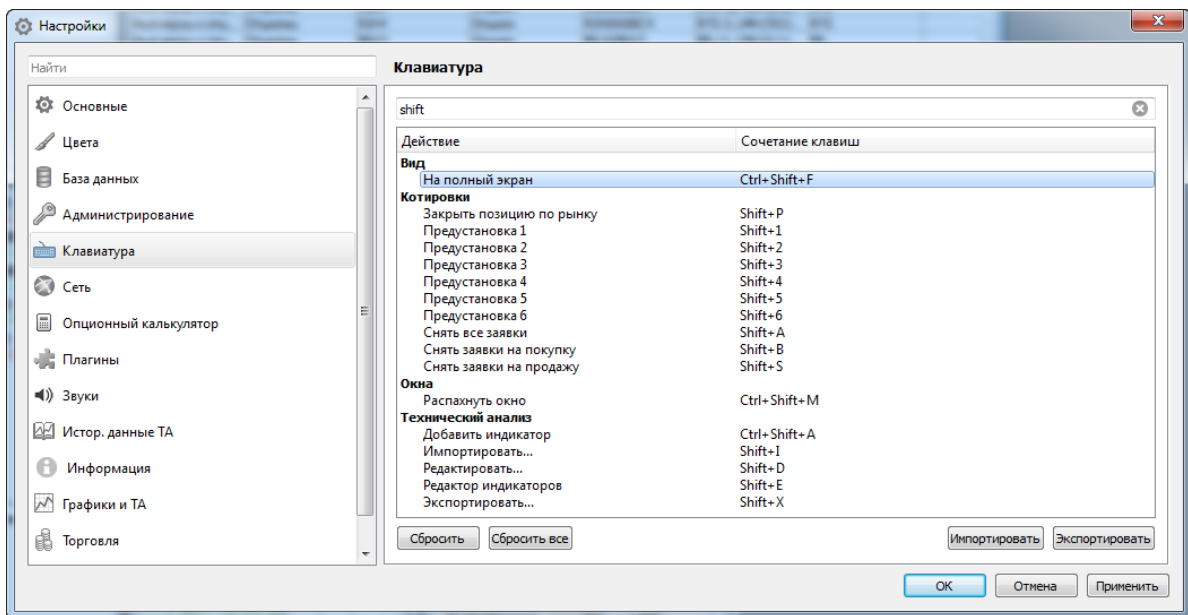 Настройки
Найти
Основные
Цвета
База данных
Администрирование
Клавиатура
Сеть
Опционный калькулятор
Плагины
Звуки
Истор. данные ТА
Информация
Графики и ТА
Торговля
Клавиатура
shift
Действие Сочетание клавиш
Вид
На полный экран Ctrl+Shift+F
Котировки
Закрыть позицию по рынку Shift+P
Предустановка 1 Shift+1
Предустановка 2 Shift+2
Предустановка 3 Shift+3
Предустановка 4 Shift+4
Предустановка 5 Shift+5
Предустановка 6 Shift+6
Снять все заявки Shift+A
Снять заявки на покупку Shift+B
Снять заявки на продажу Shift+S
Окна
Распахнуть окно Ctrl+Shift+M
Технический анализ
Добавить индикатор Ctrl+Shift+A
Импортировать... Shift+I
Редактировать... Shift+D
Редактор индикаторов Shift+E
Экспортировать... Shift+X
Сбросить Сбросить все Импортировать Экспортировать
ОК Отмена Применить